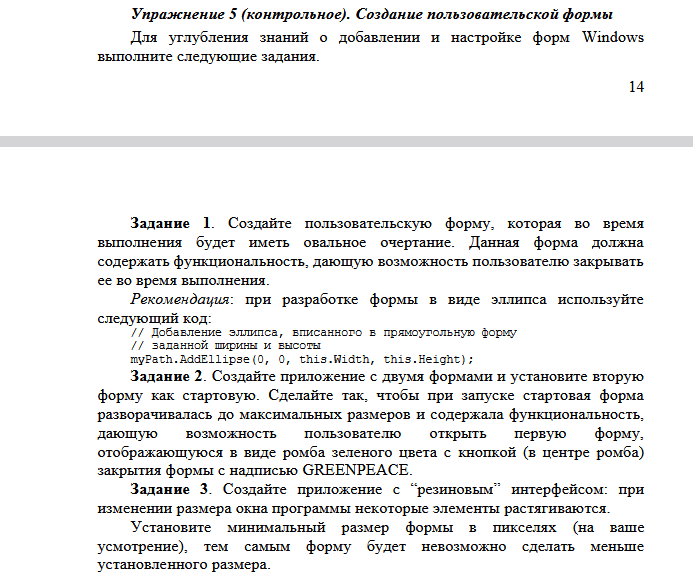 Упражнение 5 (контрольное). Создание пользовательской формы
Для углубления знаний о добавлении и настройке форм Windows
выполните следующие задания.
14
Задание 1. Создайте пользовательскую форму, которая во время
выполнения будет иметь овальное очертание. Данная форма должна
содержать функциональность, дающую возможность пользователю закрывать
ее во время выполнения.
Рекомендация: при разработке формы в виде эллипса используйте
следующий код:
// Добавление эллипса, вписанного в прямоугольную форму
// заданной ширины и высоты
myPath.AddEllipse(0, 0, this.Width, this.Height);
Задание 2. Создайте приложение с двумя формами и установите вторую
форму как стартовую. Сделайте так, чтобы при запуске стартовая форма
разворачивалась до максимальных размеров и содержала функциональность,
дающую возможность пользователю открыть первую форму,
отображающуюся в виде ромба зеленого цвета с кнопкой (в центре ромба)
закрытия формы с надписью GREENPEACE.
Задание 3. Создайте приложение с “резиновым” интерфейсом: при
изменении размера окна программы некоторые элементы растягиваются.
Установите минимальный размер формы в пикселях (на ваше
усмотрение), тем самым форму будет невозможно сделать меньше
установленного размера.